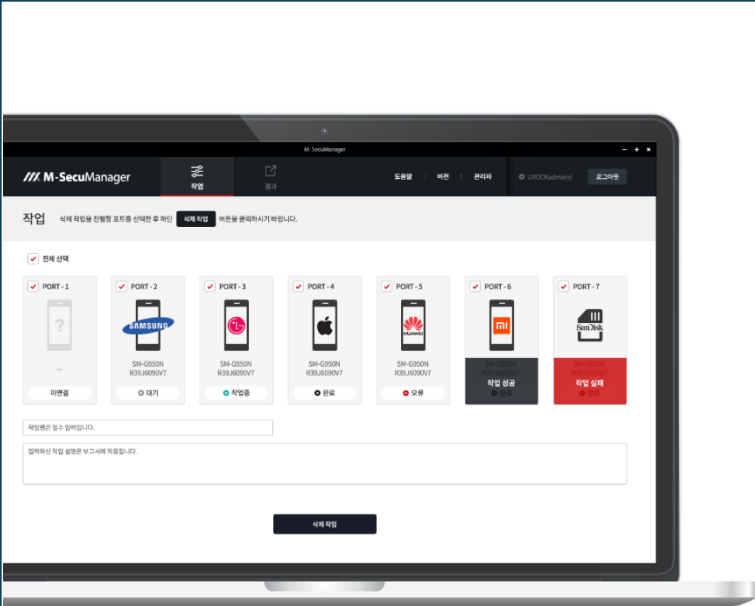 M-SecuManager
M-SecuManager
작업
결과
도움말
버전
관리자
로그아웃
작업 삭제 작업을 진행할 포트를 선택한 후 하단 삭제 작업 버튼을 클릭하시기 바랍니다.
전체 선택
PORT - 1
PORT - 2
PORT - 3
PORT - 4
PORT - 5
PORT - 6
PORT - 7
?
SAMSUNG
LG
HUAWEI
mi
SanDisk
...
SM-G950N
R39J6090V7
SM-G950N
R39J6090V7
SM-G950N
R39J6090V7
SM-G950N
R39J6090V7
미연결
대기
작업중
완료
오류
작업 성공
완료
작업 실패
완료
작업명은 필수 입력입니다.
입력하신 작업 설명은 보고서에 적용됩니다.
삭제 작업